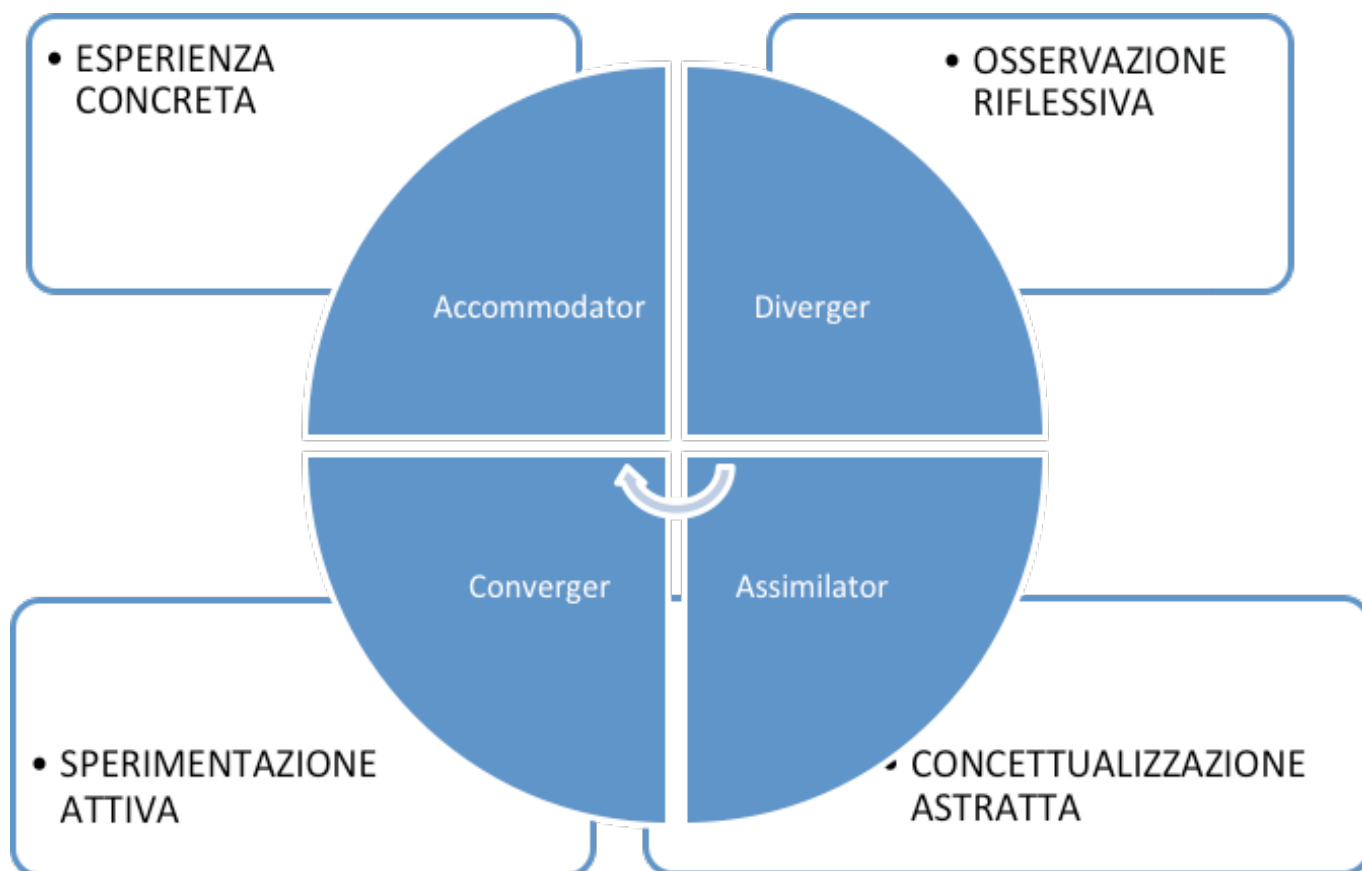 • ESPERIENZA
CONCRETA
• OSSERVAZIONE
RIFLESSIVA
Accommodator
Diverger
Converger
Assimilator
• SPERIMENTAZIONE
ATTIVA
• CONCETTUALIZZAZIONE
ASTRATTA